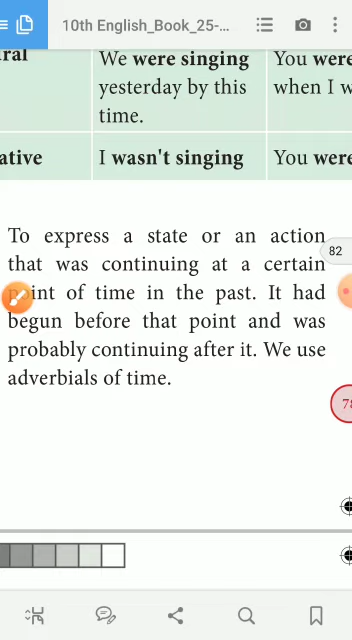 10th English_Book_25-...
We were singing
You were
yesterday by this
when I w
time.
ative
I wasn't singing
You were
To express a state or an action
82
that was continuing at a certain
point of time in the past. It had
begun before that point and was
probably continuing after it. We use
adverbials of time.